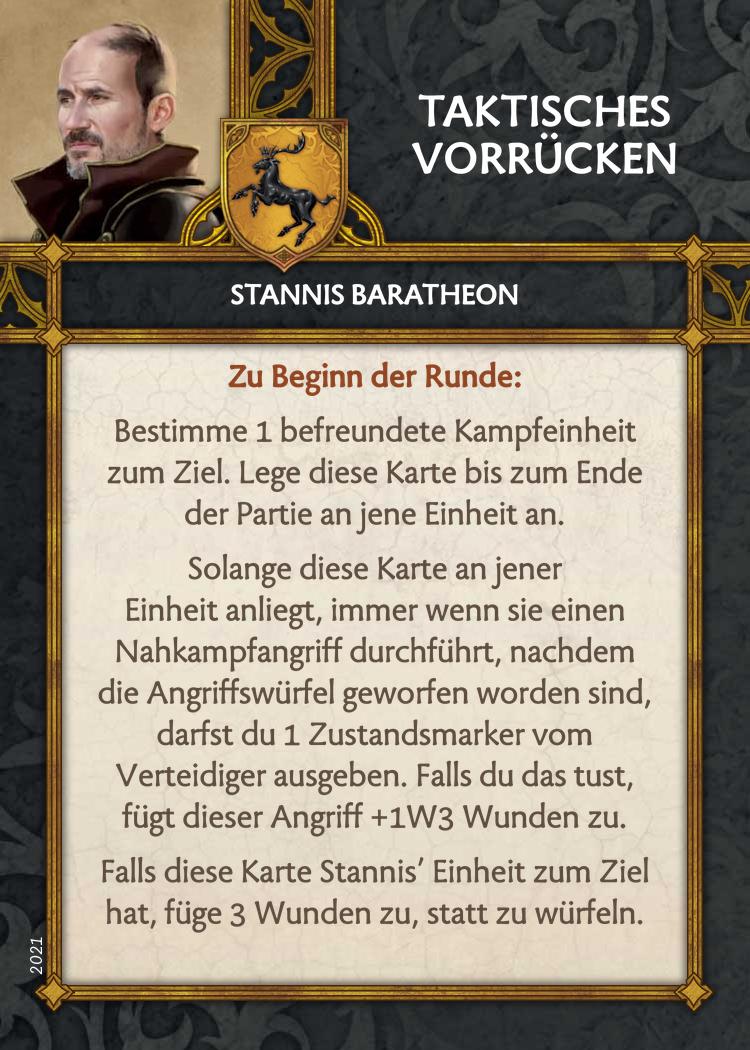 TAKTISCHES
VORRÜCKEN
STANNIS BARATHEON
Zu Beginn der Runde:
Bestimme 1 befreundete Kampfeinheit
zum Ziel. Lege diese Karte bis zum Ende
der Partie an jene Einheit an.
Solange diese Karte an jener
Einheit anliegt, immer wenn sie einen
Nahkampfangriff durchführt, nachdem
die Angriffswürfel geworfen worden sind,
darfst du 1 Zustandsmarker vom
Verteidiger ausgeben. Falls du das tust,
fügt dieser Angriff +1W3 Wunden zu.
Falls diese Karte Stannis’ Einheit zum Ziel
hat, füge 3 Wunden zu, statt zu würfeln.
2021